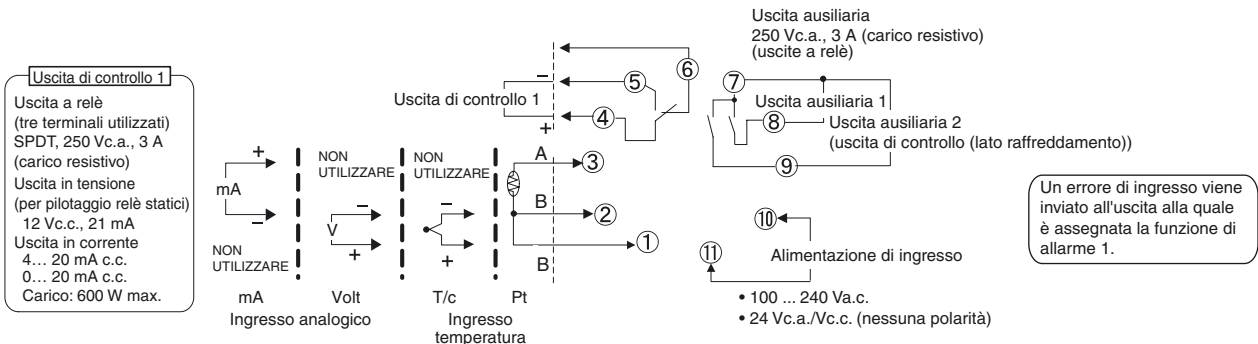 Uscita di controllo 1
Uscita a relè
(tre terminali utilizzati)
SPDT, 250 Vc.a., 3 A
(carico resistivo)
Uscita in tensione
(per pilotaggio relè statici)
12 Vc.c., 21 mA
Uscita in corrente
4… 20 mA c.c.
0… 20 mA c.c.
Carico: 600 W max.
+
mA
–
NON
UTILIZZARE
mA
NON
UTILIZZARE
–
V
+
Volt
Ingresso analogico
NON
UTILIZZARE
–
+
T/c
Pt
Ingresso
temperatura
Uscita di controllo 1
–
+
⑥
⑤
④
A
③
B
②
①
B
Uscita ausiliaria
250 Vc.a., 3 A (carico resistivo)
(uscite a relè)
⑦
Uscita ausiliaria 1
⑧
Uscita ausiliaria 2
(uscita di controllo (lato raffreddamento))
⑨
⑩
⑪
Alimentazione di ingresso
• 100 ... 240 Va.c.
• 24 Vc.a./Vc.c. (nessuna polarità)
Un errore di ingresso viene
inviato all'uscita alla quale
è assegnata la funzione di
allarme 1.